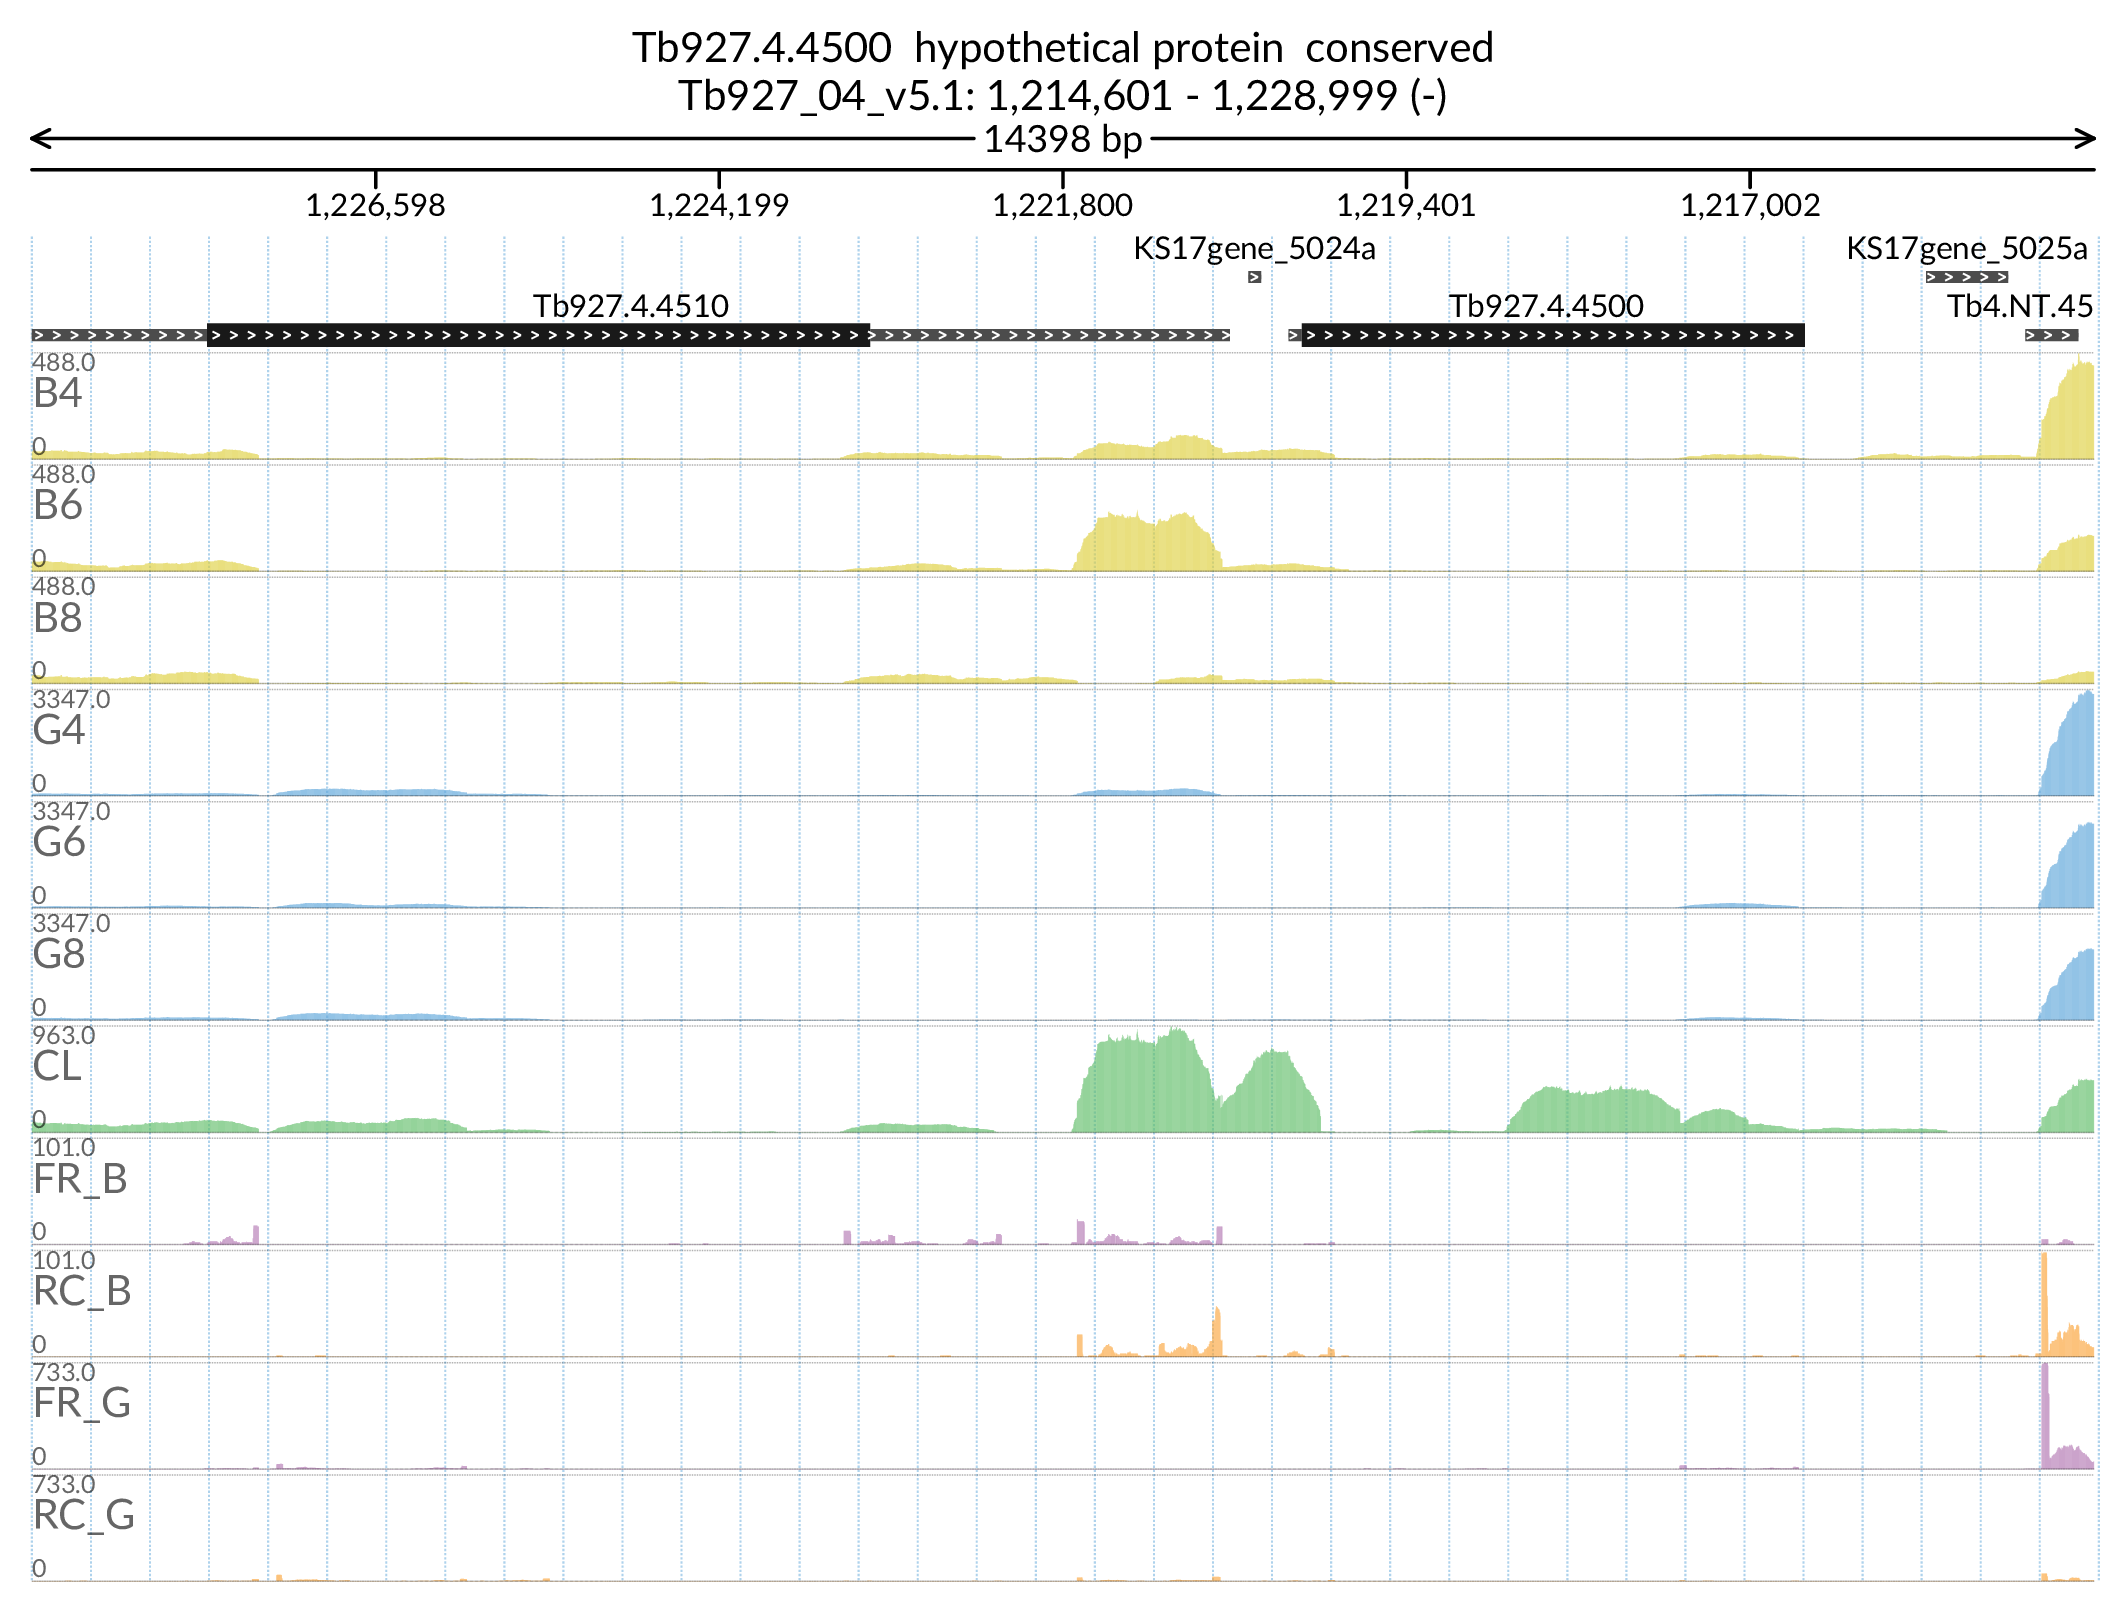 Tb927.4.4500  hypothetical protein  conserved
Tb927_04_v5.1: 1,214,601 - 1,228,999 (-)
14398 bp
1,226,598 1,224,199 1,221,800 1,219,401 1,217,002
KS17gene_5024a KS17gene_5025a
Tb927.4.4510 Tb927.4.4500 Tb4.NT.45
488.0
B4
0
488.0
B6
0
488.0
B8
0
3347.0
G4
0
3347.0
G6
0
3347.0
G8
0
963.0
CL
0
101.0
FR_B
0
101.0
RC_B
0
733.0
FR_G
0
733.0
RC_G
0